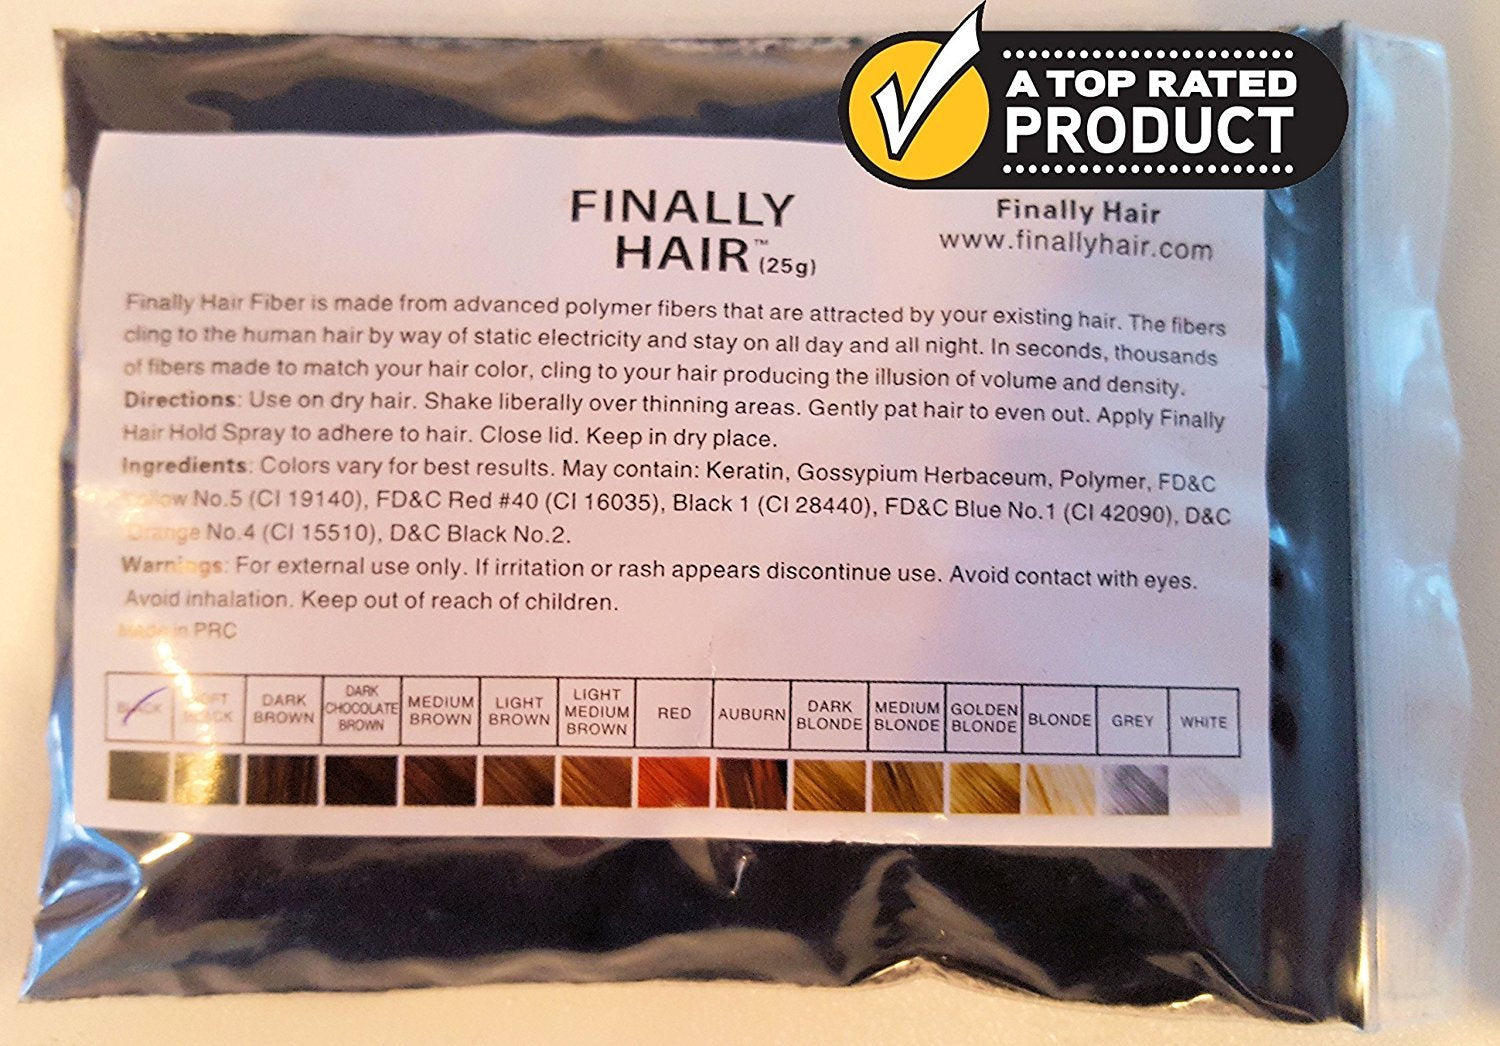 A TOP RATED
PRODUCT
FINALLY
HAIR™ (25g)
Finally Hair
www.finallyhair.com
Finally Hair Fiber is made from advanced polymer fibers that are attracted by your existing hair. The fibers
cling to the human hair by way of static electricity and stay on all day and all night. In seconds, thousands
of fibers made to match your hair color, cling to your hair producing the illusion of volume and density.
Directions: Use on dry hair. Shake liberally over thinning areas. Gently pat hair to even out. Apply Finally
Hair Hold Spray to adhere to hair. Close lid. Keep in dry place.
Ingredients: Colors vary for best results. May contain: Keratin, Gossypium Herbaceum, Polymer, FD&C
Yellow No.5 (CI 19140), FD&C Red #40 (CI 16035), Black 1 (CI 28440), FD&C Blue No.1 (CI 42090), D&C
Orange No.4 (CI 15510), D&C Black No.2.
Warnings: For external use only. If irritation or rash appears discontinue use. Avoid contact with eyes.
Avoid inhalation. Keep out of reach of children.
Made in PRC
BLACK
SOFT BLACK
DARK BROWN
DARK CHOCOLATE BROWN
MEDIUM BROWN
LIGHT BROWN
LIGHT MEDIUM BROWN
RED
AUBURN
DARK BLONDE
MEDIUM BLONDE
GOLDEN BLONDE
BLONDE
GREY
WHITE